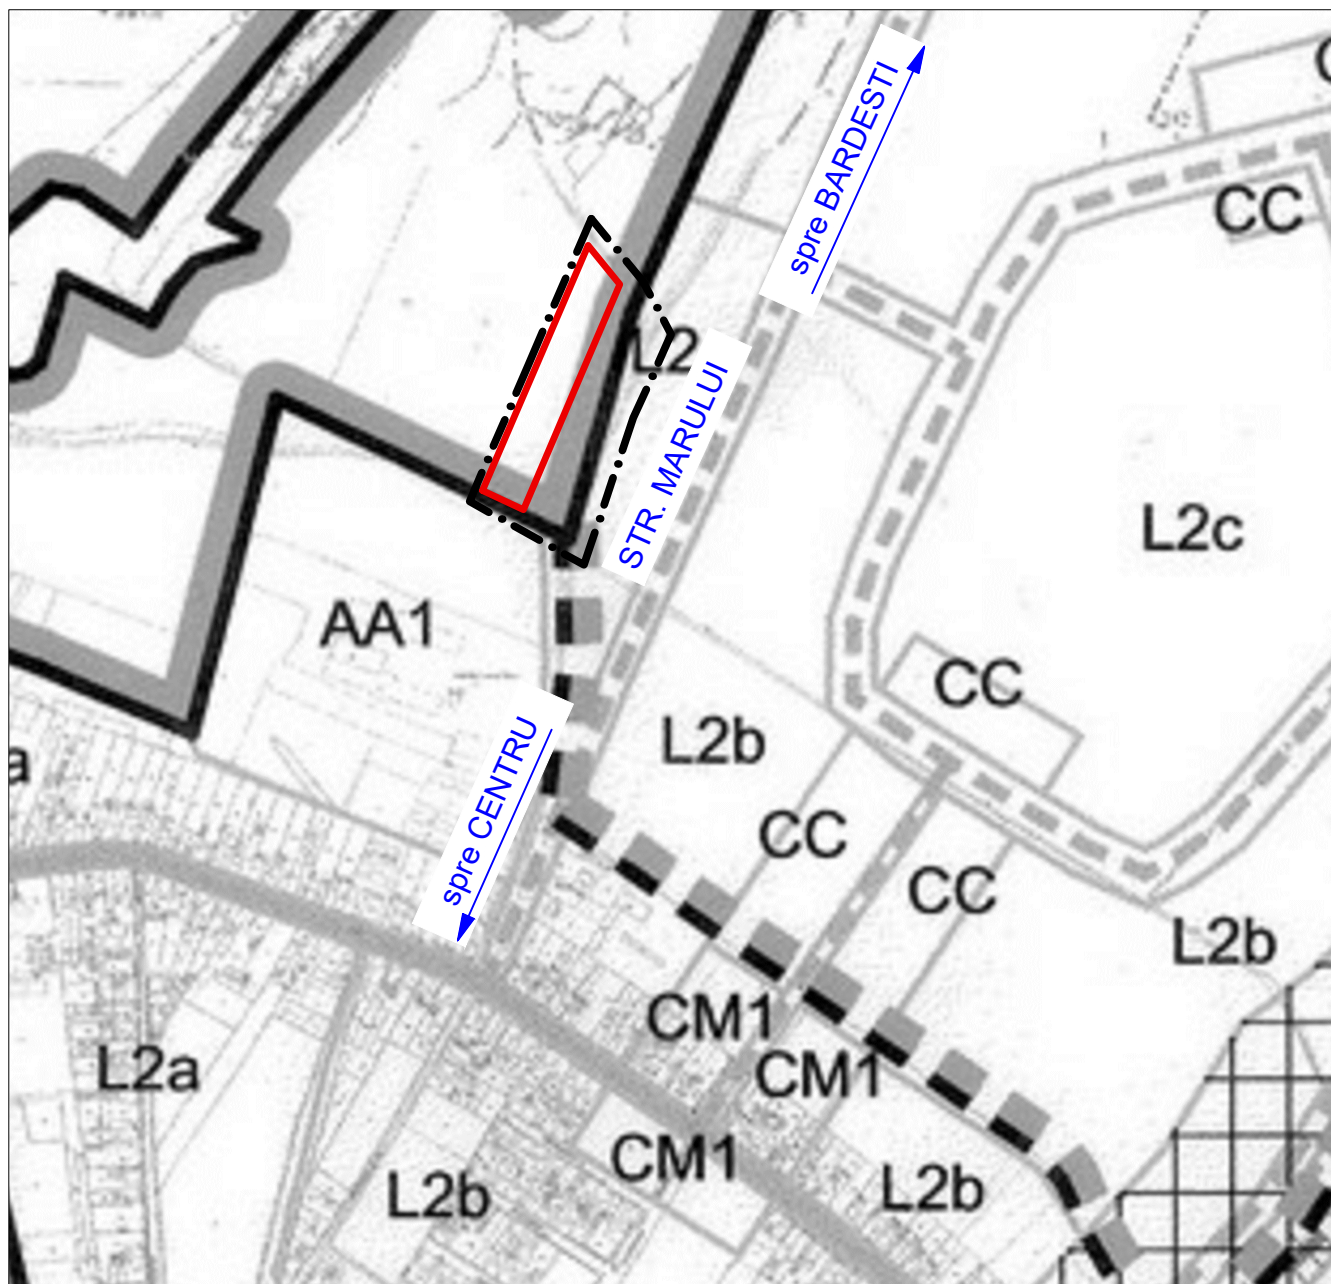 spre BARDESTI
CC
L2
STR. MARULUI
L2c
AA1
CC
L2b
a
spre CENTRU
CC
CC
L2b
CM1
CM1
L2a
CM1
L2b
L2b